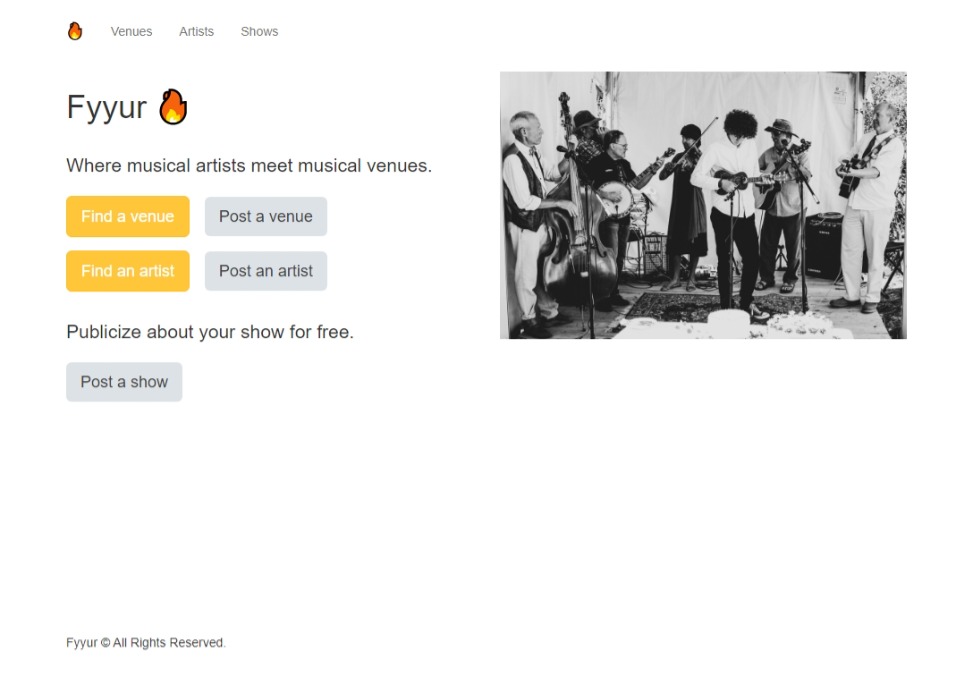 Venues Artists Shows
Fyyur
Where musical artists meet musical venues.
Find a venue Post a venue
Find an artist Post an artist
Publicize about your show for free.
Post a show
Fyyur © All Rights Reserved.